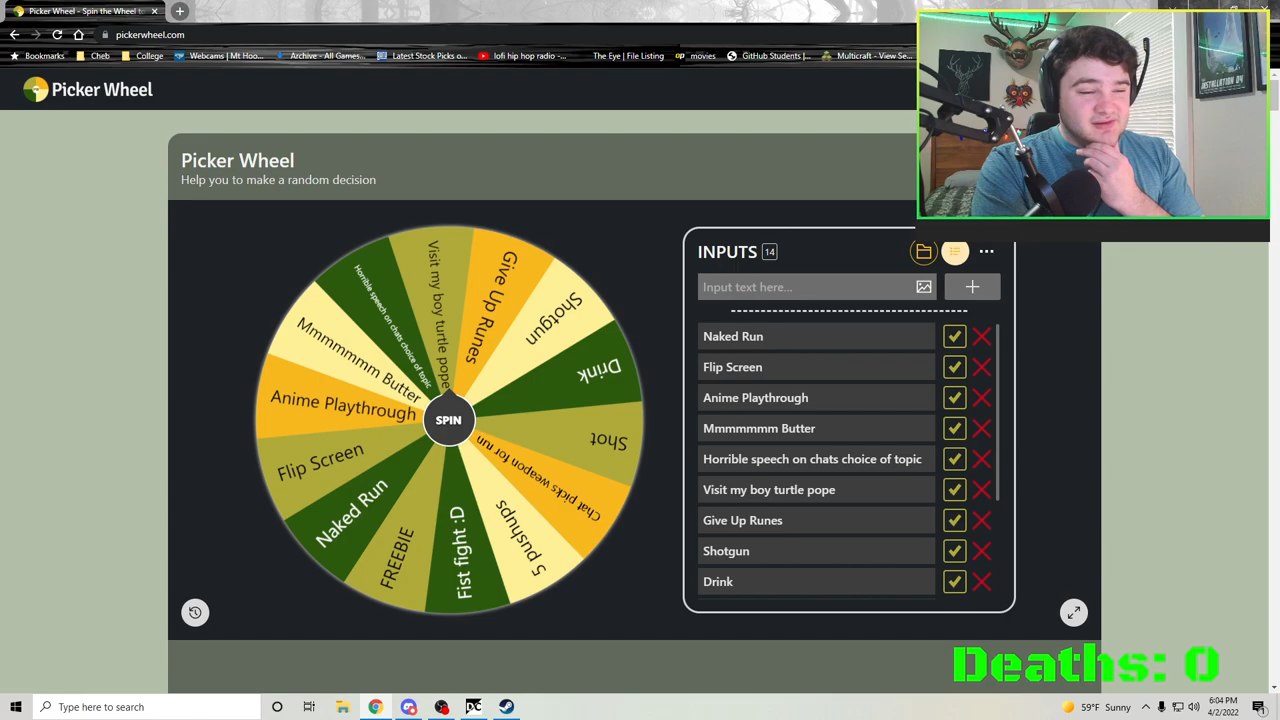 Picker Wheel - Spin the Wheel to
pickerwheel.com
Bookmarks
Cheb
College
Webcams | Mt Hoo...
Archive - All Games...
Latest Stock Picks o...
lofi hip hop radio -...
The Eye | File Listing
op movies
GitHub Students |...
Multicraft - View Se...
Picker Wheel
INSTALLATION 04
Picker Wheel
Help you to make a random decision
Visit my boy turtle pope
Give Up Runes
Shotgun
Drink
Shot
Chat picks weapon for run
5 pushups
Fist fight :D
FREEBIE
Naked Run
Flip Screen
Anime Playthrough
Mmmmmmm Butter
Horrible speech on chats choice of topic
SPIN
INPUTS 14
Input text here...
Naked Run
Flip Screen
Anime Playthrough
Mmmmmmm Butter
Horrible speech on chats choice of topic
Visit my boy turtle pope
Give Up Runes
Shotgun
Drink
Deaths: 0
Type here to search
DC
59°F Sunny
6:04 PM
4/2/2022
1